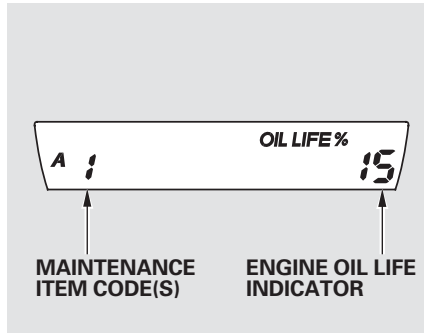 OIL LIFE %
A 1 15
MAINTENANCE
ITEM CODE(S)
ENGINE OIL LIFE
INDICATOR